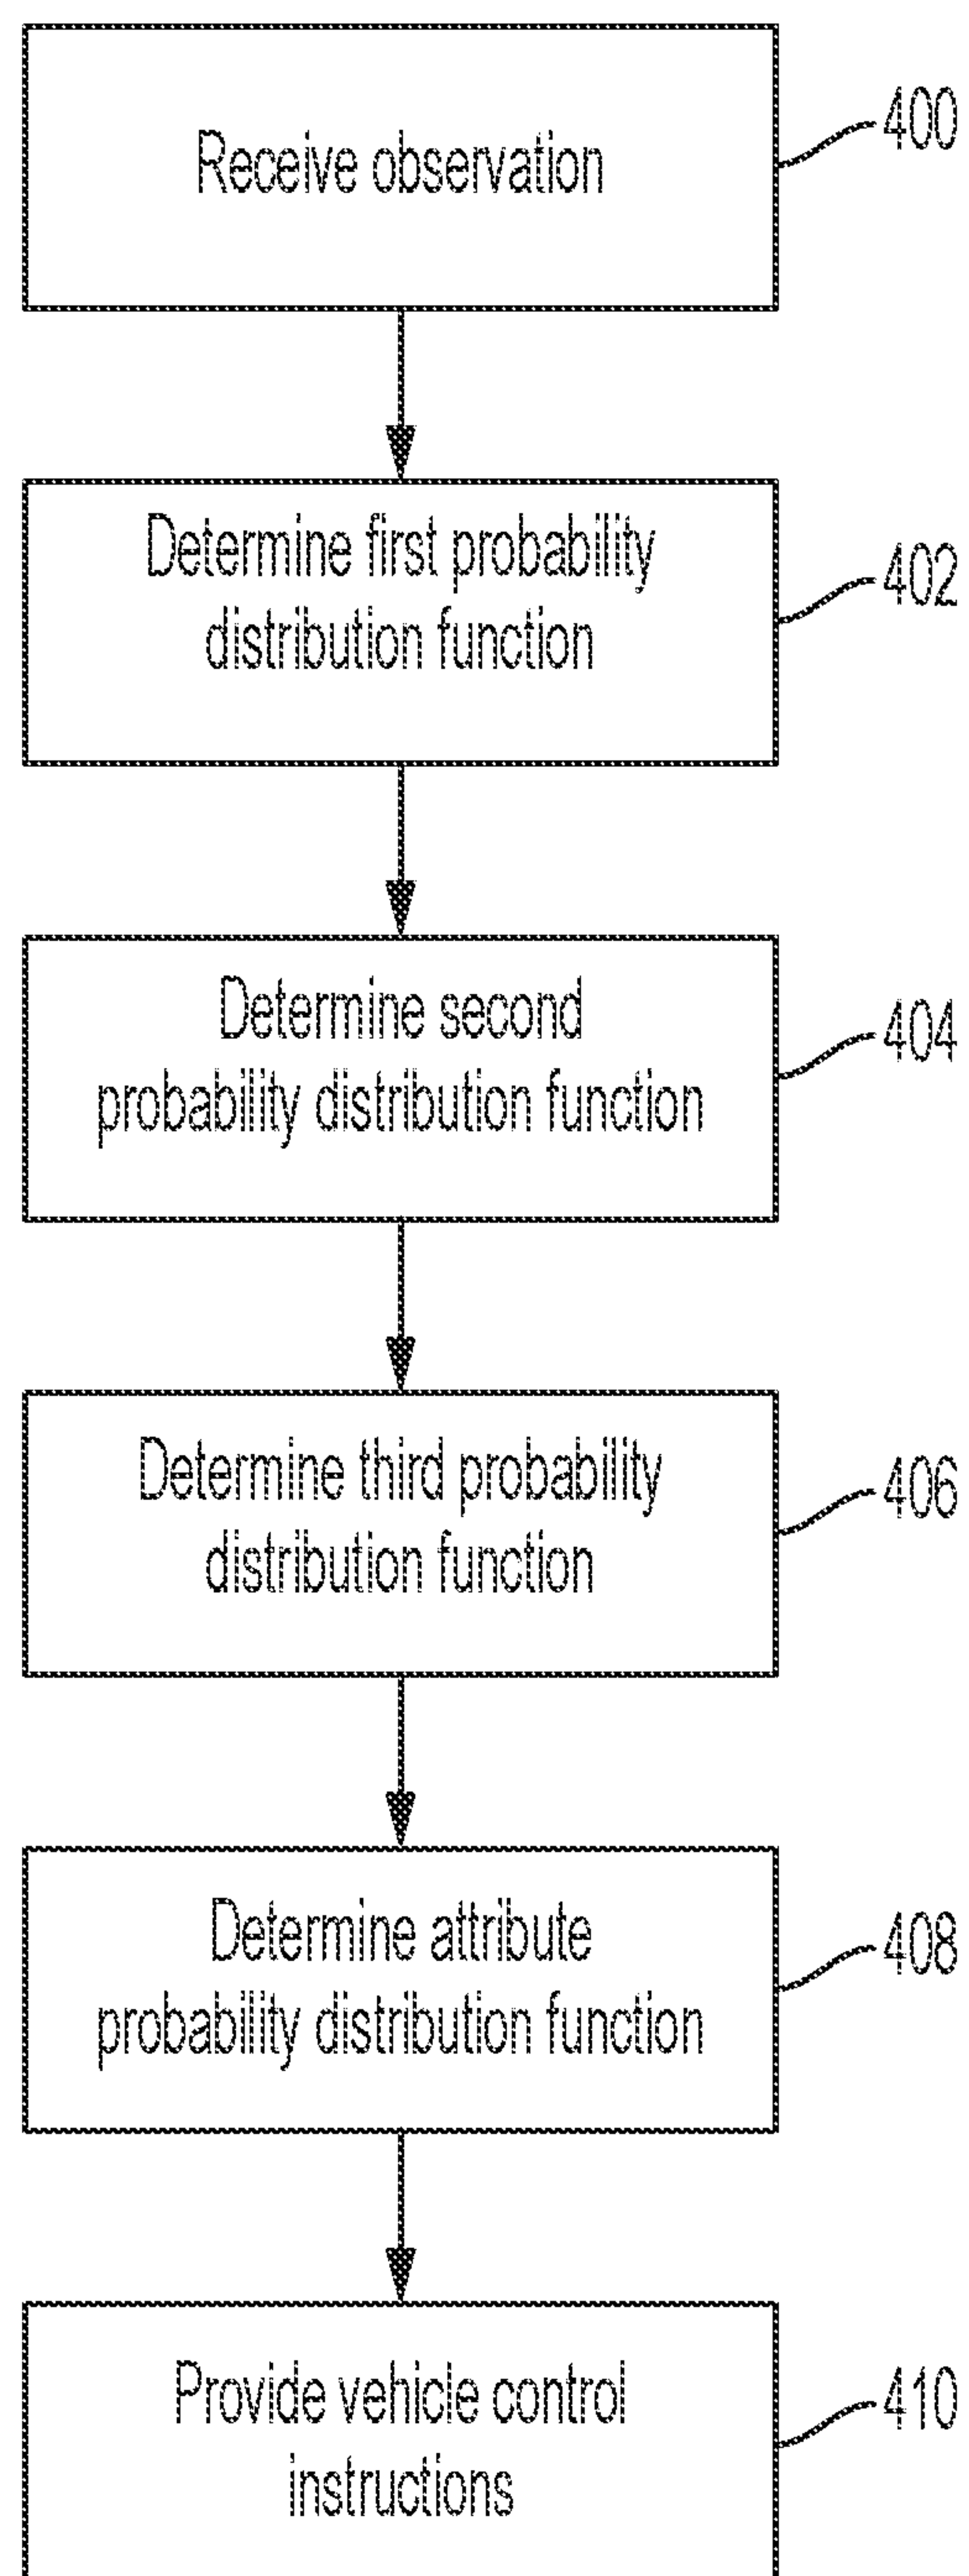 Receive observation
400
Determine first probability
distribution function
402
Determine second
probability distribution function
404
Determine third probability
distribution function
406
Determine attribute
probability distribution function
408
Provide vehicle control
instructions
410